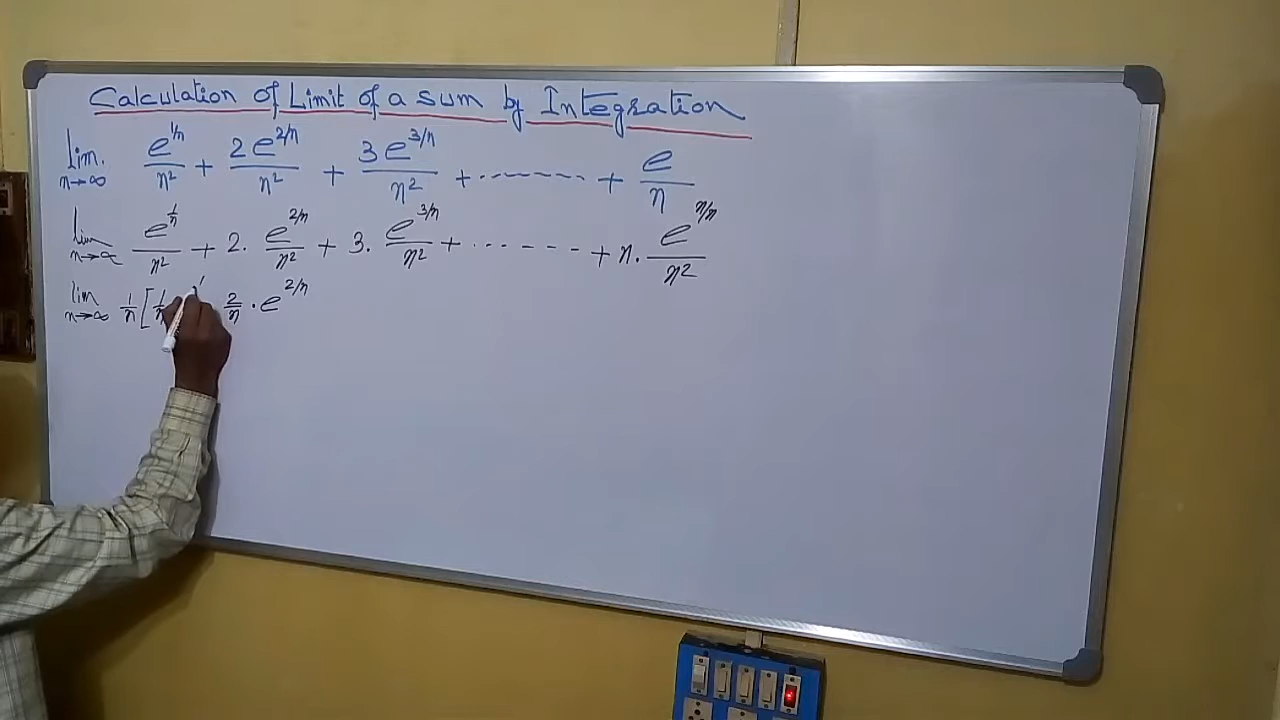 Calculation of Limit of a sum by Integration
lim. n→∞ e^{1/n}/n² + 2e^{2/n}/n² + 3e^{3/n}/n² + ........ + e/n
lim n→∞ e^{1/n}/n² + 2. e^{2/n}/n² + 3. e^{3/n}/n² + ........ + n. e^{n/n}/n²
lim n→∞ 1/n [ 1/n 2/n . e^{2/n}